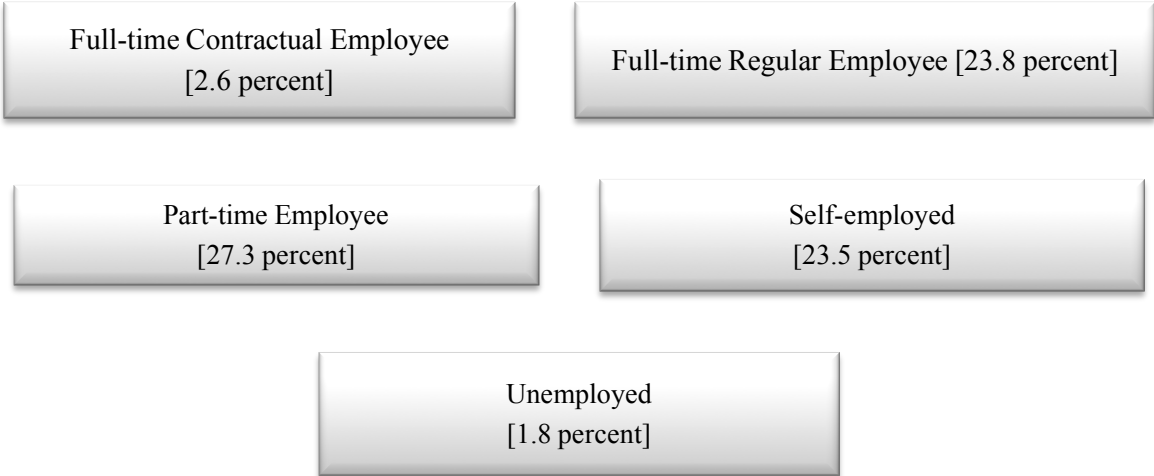 Full-time Contractual Employee
[2.6 percent]
Full-time Regular Employee [23.8 percent]
Part-time Employee
[27.3 percent]
Self-employed
[23.5 percent]
Unemployed
[1.8 percent]